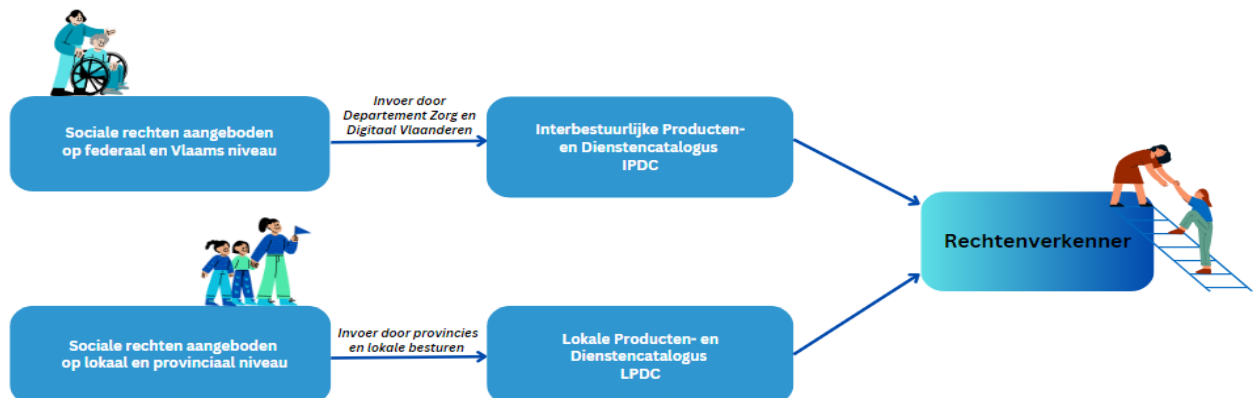 Sociale rechten aangeboden
op federaal en Vlaams niveau
Invoer door
Departement Zorg en
Digitaal Vlaanderen
Interbestuurlijke Producten-
en Dienstencatalogus
IPDC
Rechtenverkenner
Sociale rechten aangeboden
op lokaal en provinciaal niveau
Invoer door provincies
en lokale besturen
Lokale Producten- en
Dienstencatalogus
LPDC